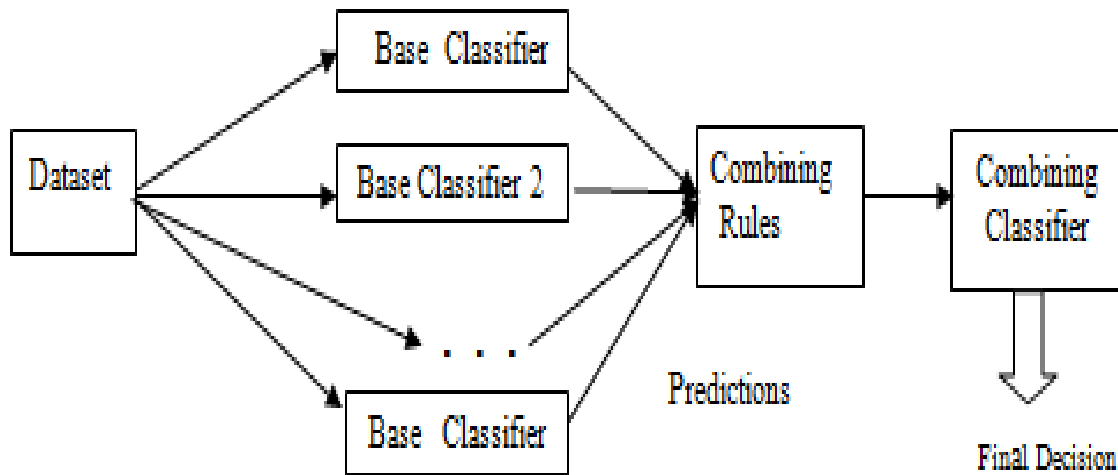 Base Classifier
Dataset
Base Classifier 2
Combining
Rules
Combining
Classifier
. . .
Base Classifier
Predictions
Final Decision